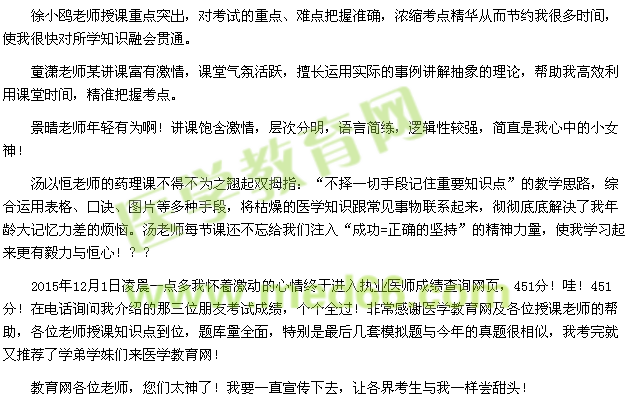 徐小鸥老师授课重点突出，对考试的重点、难点把握准确，浓缩考点精华从而节约我很多时间，
使我很快对所学知识融会贯通。
童潇老师某讲课富有激情，课堂气氛活跃，擅长运用实际的事例讲解抽象的理论，帮助我高效利
用课堂时间，精准把握考点。
景晴老师年轻有为啊！讲课饱含激情，层次分明，语言简练，逻辑性较强，简直是我心中的小女
神！
汤以恒老师的药理课不得不为之翘起双拇指：“不择一切手段记住重要知识点”的教学思路，综
合运用表格、口诀、图片等多种手段，将枯燥的医学知识跟常见事物联系起来，彻彻底底解决了我年
龄大记忆力差的烦恼。汤老师每节课还不忘给我们注入“成功=正确的坚持”的精神力量，使我学习起
来更有毅力与恒心！？？
2015年12月1日凌晨一点多我怀着激动的心情终于进入执业医师成绩查询网页，451分！哇！451
分！在电话询问我介绍的那三位朋友考试成绩，个个全过！非常感谢医学教育网及各位授课老师的帮
助，各位老师授课知识点到位，题库量全面，特别是最后几套模拟题与今年的真题很相似，我考完就
又推荐了学弟学妹们来医学教育网！
教育网各位老师，您们太神了！我要一直宣传下去，让各界考生与我一样尝甜头！
医学教育网
www.med66.com